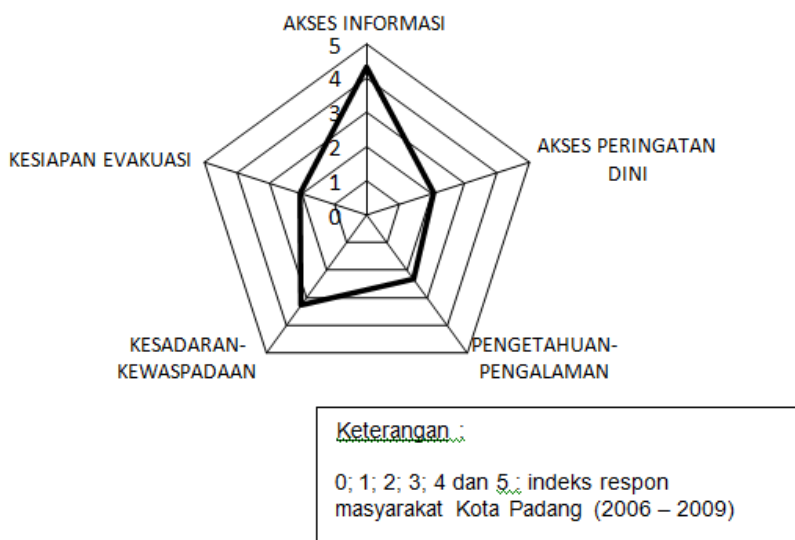 AKSES INFORMASI
5
4
3
2
1
0
AKSES PERINGATAN
DINI
KESIAPAN EVAKUASI
KESADARAN-
KEWASPADAAN
PENGETAHUAN-
PENGALAMAN
Keterangan :
0; 1; 2; 3; 4 dan 5 : indeks respon
masyarakat Kota Padang (2006 – 2009)